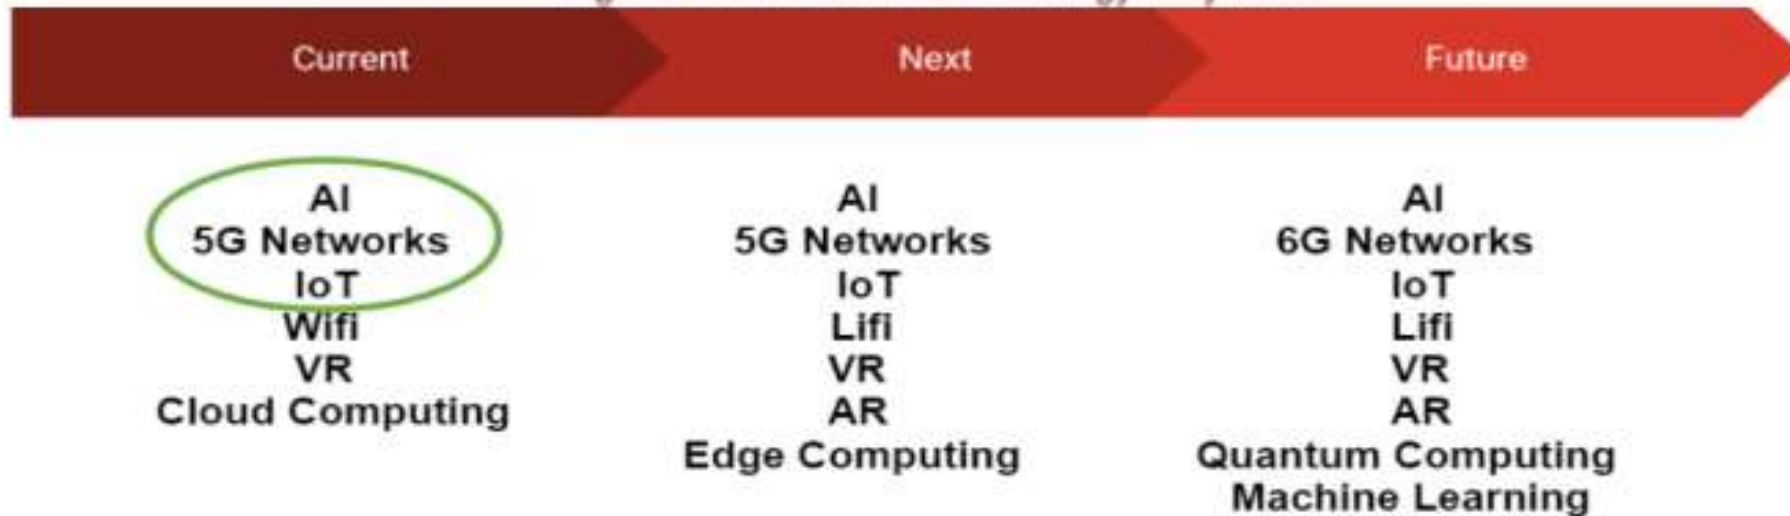 Current Next Future
AI AI AI
5G Networks 5G Networks 6G Networks
IoT IoT IoT
Wifi Lifi Lifi
VR VR VR
Cloud Computing AR AR
Edge Computing Quantum Computing
Machine Learning